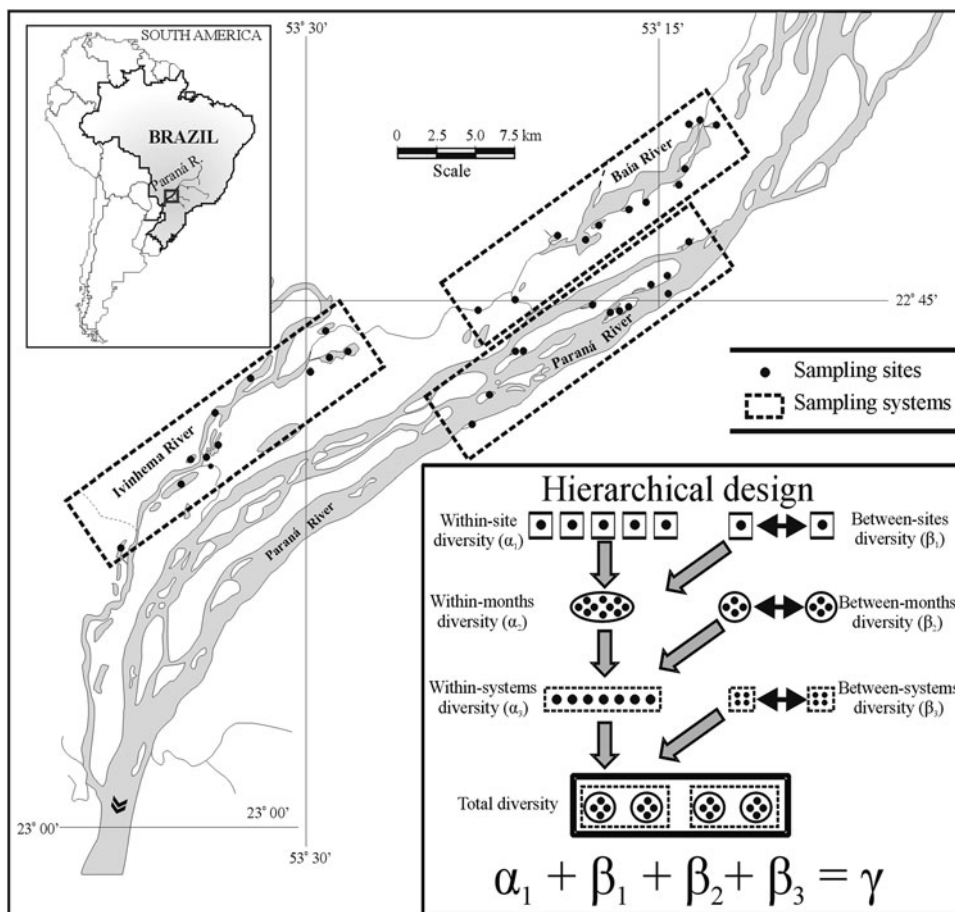 SOUTH AMERICA
BRAZIL
Paraná R.
53° 30'
53° 15'
0 2.5 5.0 7.5 km
Scale
Baía River
22° 45'
Paraná River
Sampling sites
Sampling systems
Ivinhema River
Paraná River
23° 00'
23° 00'
53° 30'
Hierarchical design
Within-site
diversity (α₁)
Between-sites
diversity (β₁)
Within-months
diversity (α₂)
Between-months
diversity (β₂)
Within-systems
diversity (α₃)
Between-systems
diversity (β₃)
Total diversity
α₁ + β₁ + β₂ + β₃ = γ